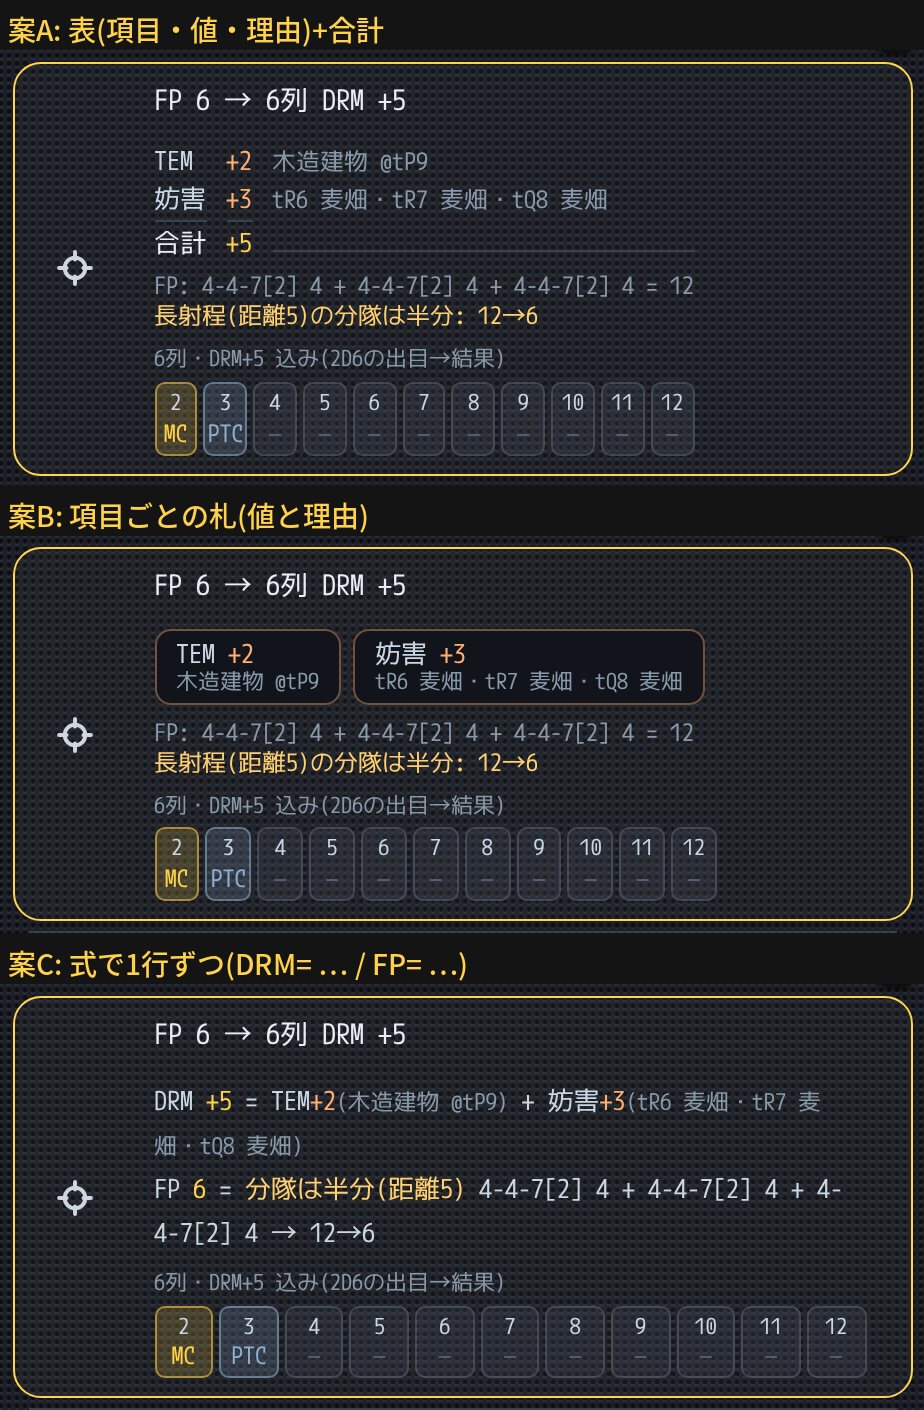 案A: 表(項目・値・理由)+合計
FP 6 → 6列 DRM +5
TEM +2 木造建物 @tP9
妨害 +3 tR6 麦畑・tR7 麦畑・tQ8 麦畑
合計 +5
FP: 4-4-7[2] 4 + 4-4-7[2] 4 + 4-4-7[2] 4 = 12
長射程(距離5)の分隊は半分: 12→6
6列・DRM+5 込み(2D6の出目→結果)
2 3 4 5 6 7 8 9 10 11 12
MC PTC — — — — — — — — —
案B: 項目ごとの札(値と理由)
FP 6 → 6列 DRM +5
TEM +2 妨害 +3
木造建物 @tP9 tR6 麦畑・tR7 麦畑・tQ8 麦畑
FP: 4-4-7[2] 4 + 4-4-7[2] 4 + 4-4-7[2] 4 = 12
長射程(距離5)の分隊は半分: 12→6
6列・DRM+5 込み(2D6の出目→結果)
2 3 4 5 6 7 8 9 10 11 12
MC PTC — — — — — — — — —
案C: 式で1行ずつ(DRM= … / FP= …)
FP 6 → 6列 DRM +5
DRM +5 = TEM+2(木造建物 @tP9) + 妨害+3(tR6 麦畑・tR7 麦
畑・tQ8 麦畑)
FP 6 = 分隊は半分(距離5) 4-4-7[2] 4 + 4-4-7[2] 4 + 4-
4-7[2] 4 → 12→6
6列・DRM+5 込み(2D6の出目→結果)
2 3 4 5 6 7 8 9 10 11 12
MC PTC — — — — — — — — —